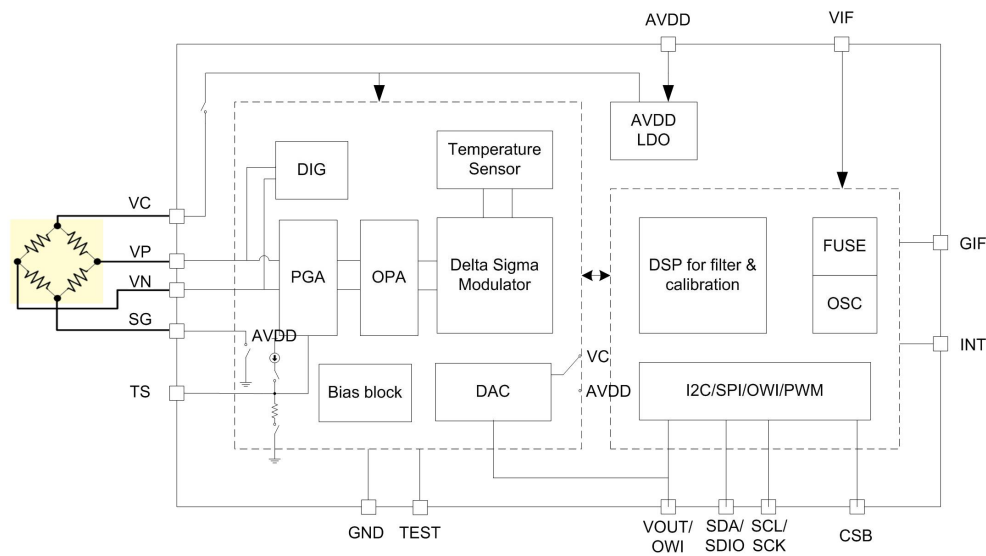 AVDD
VIF
AVDD
LDO
Temperature
Sensor
DIG
VC
VP
VN
SG
TS
PGA
OPA
Delta Sigma
Modulator
DSP for filter &
calibration
FUSE
OSC
GIF
INT
AVDD
VC
AVDD
Bias block
DAC
I2C/SPI/OWI/PWM
GND
TEST
VOUT/
OWI
SDA/
SDIO
SCL/
SCK
CSB